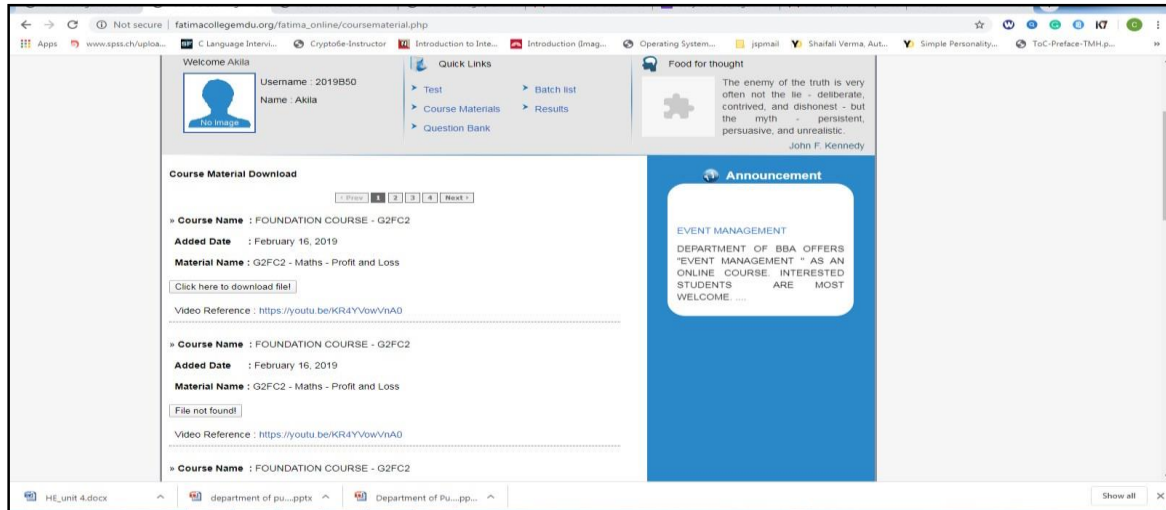 Not secure | fatimacollegemdu.org/fatima_online/coursematerial.php
Apps www.spss.ch/uploa... C Language Intervi... Crypto6e-Instructor Introduction to Inte... Introduction (Imag... Operating System... jspmail Shaifali Verma, Aut... Simple Personality... ToC-Preface-TMH.p... »
Welcome Akila
No Image
Username : 2019B50
Name : Akila
Quick Links
Test
Course Materials
Question Bank
Batch list
Results
Food for thought
The enemy of the truth is very
often not the lie - deliberate,
contrived, and dishonest - but
the myth - persistent,
persuasive, and unrealistic.
John F. Kennedy
Course Material Download
‹ Prev 1 2 3 4 Next ›
» Course Name : FOUNDATION COURSE - G2FC2
Added Date : February 16, 2019
Material Name : G2FC2 - Maths - Profit and Loss
Click here to download file!
Video Reference : https://youtu.be/KR4YVowVnA0
» Course Name : FOUNDATION COURSE - G2FC2
Added Date : February 16, 2019
Material Name : G2FC2 - Maths - Profit and Loss
File not found!
Video Reference : https://youtu.be/KR4YVowVnA0
» Course Name : FOUNDATION COURSE - G2FC2
Announcement
EVENT MANAGEMENT
DEPARTMENT OF BBA OFFERS
"EVENT MANAGEMENT " AS AN
ONLINE COURSE. INTERESTED
STUDENTS ARE MOST
WELCOME. ....
HE_unit 4.docx department of pu....pptx Department of Pu....pp... Show all